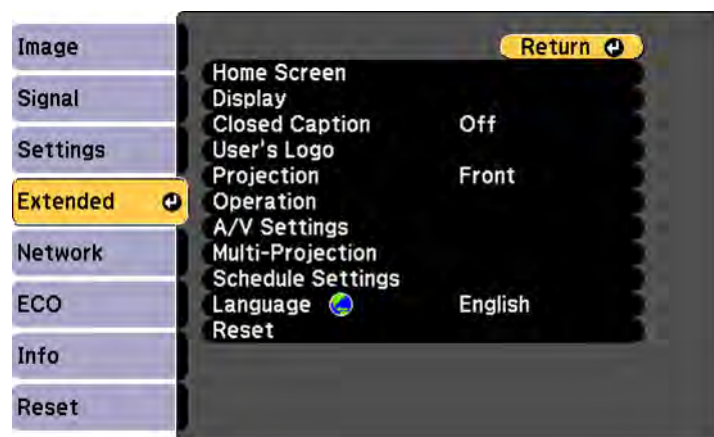 Image
Signal
Settings
Extended
Network
ECO
Info
Reset
Return
Home Screen
Display
Closed Caption Off
User's Logo
Projection Front
Operation
A/V Settings
Multi-Projection
Schedule Settings
Language English
Reset